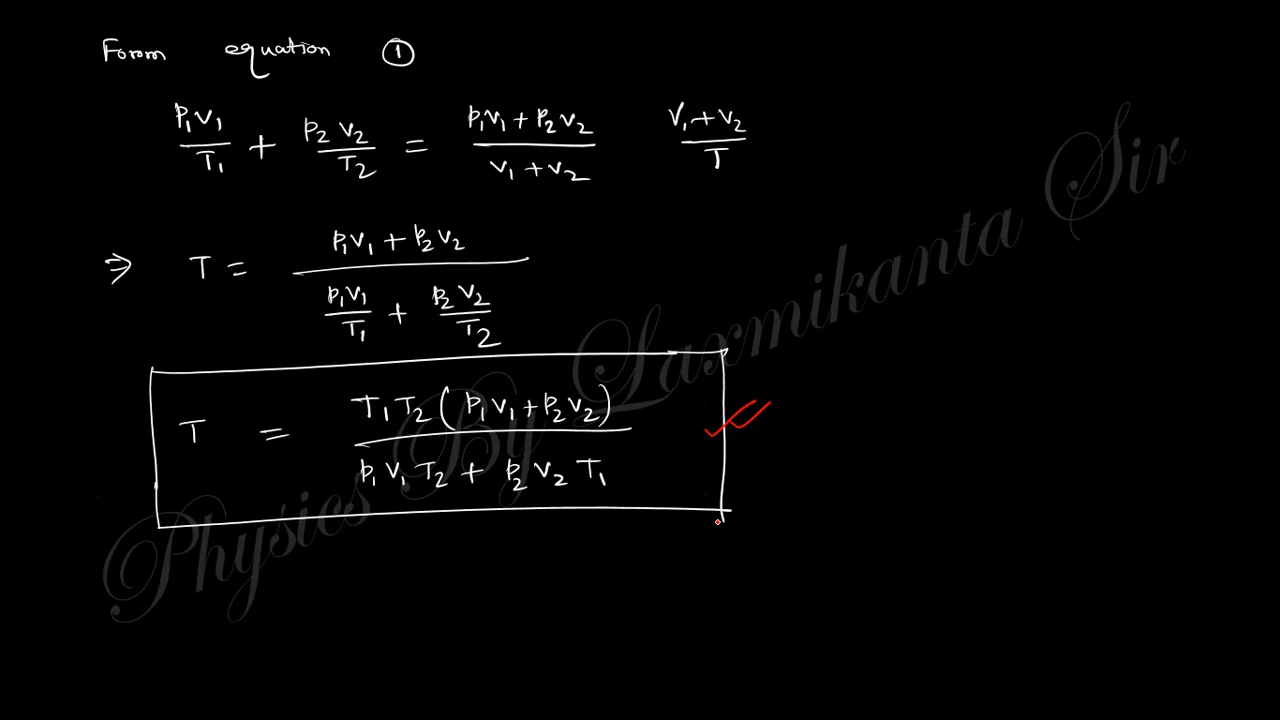 Form equation ①
P₁V₁/T₁ + P₂V₂/T₂ = (P₁V₁ + P₂V₂)/(V₁ + V₂) (V₁ + V₂)/T
⇒ T = (P₁V₁ + P₂V₂)/(P₁V₁/T₁ + P₂V₂/T₂)
T = T₁T₂(P₁V₁ + P₂V₂)/(P₁V₁T₂ + P₂V₂T₁)
Physics By Laxmikanta Sir